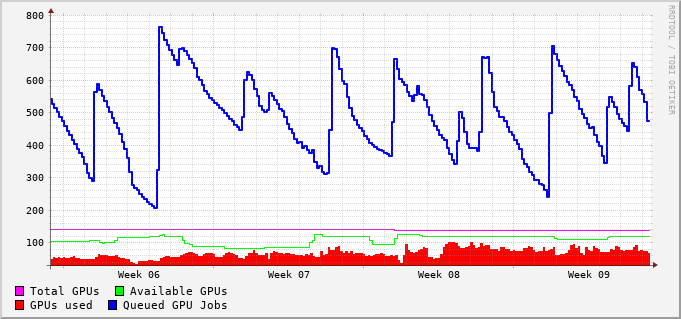 800
700
600
500
400
300
200
100
Week 06 Week 07 Week 08 Week 09
Total GPUs Available GPUs
GPUs used Queued GPU Jobs
RRDTOOL / TOBI OETIKER